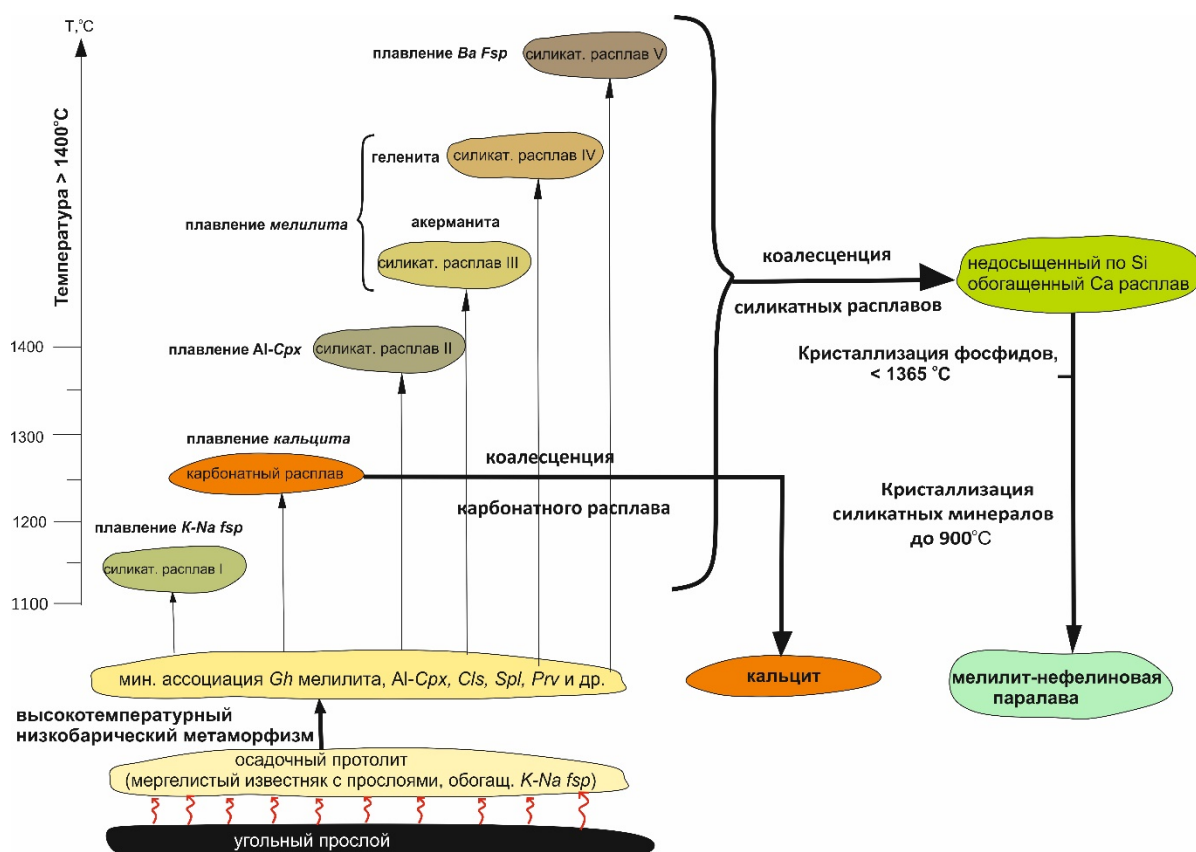 T,°C
плавление Ba Fsp
силикат. расплав V
Температура > 1400°C
геленита
силикат. расплав IV
плавление мелилита
акерманита
силикат. расплав III
коалесценция
силикатных расплавов
недосыщенный по Si
обогащенный Ca расплав
1400
плавление Al-Cpx
силикат. расплав II
Кристаллизация фосфидов,
< 1365 °C
1300
плавление кальцита
карбонатный расплав
коалесценция
карбонатного расплава
Кристаллизация
силикатных минералов
до 900°C
1200
плавление K-Na fsp
силикат. расплав I
1100
мин. ассоциация Gh мелилита, Al-Cpx, Cls, Spl, Prv и др.
кальцит
мелилит-нефелиновая
паралава
высокотемпературный
низкобарический метаморфизм
осадочный протолит
(мергелистый известняк с прослоями, обогащ. K-Na fsp)
угольный прослой